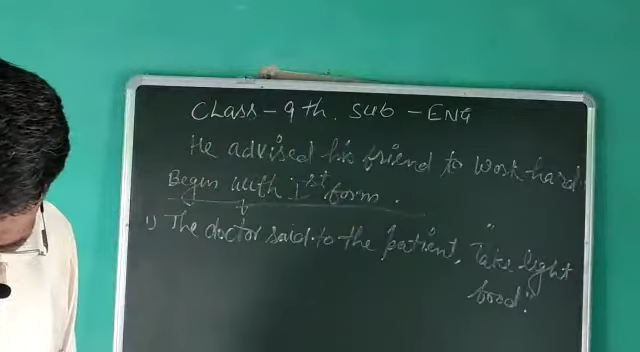 Class - 9th. Sub - ENG
He advised his friend to work hard.
Begin with Ist form.
1) The doctor said to the patient, "Take light
food."